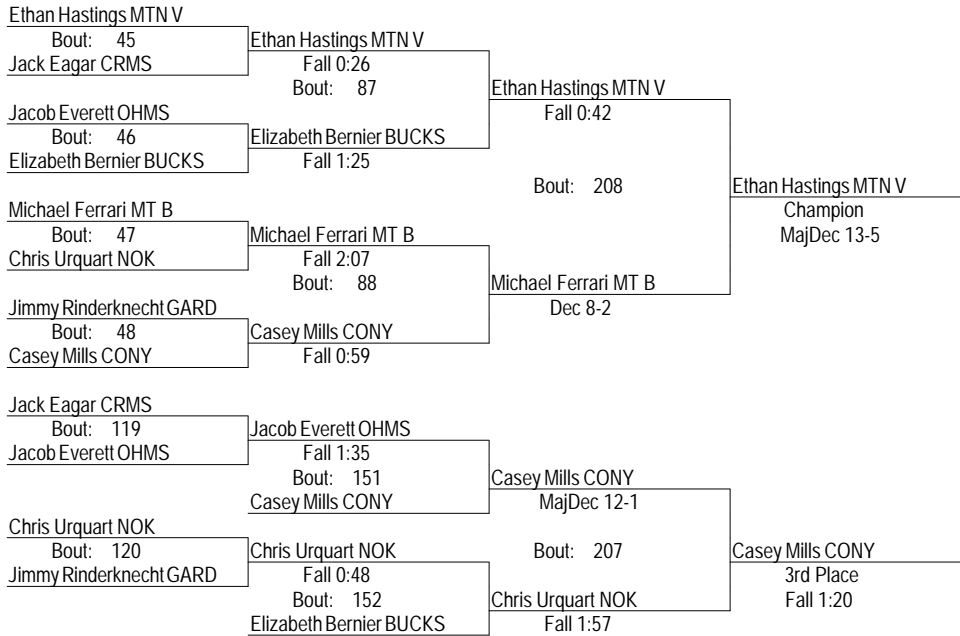 Ethan Hastings MTN V
Bout: 45
Jack Eagar CRMS
Ethan Hastings MTN V
Fall 0:26
Bout: 87
Ethan Hastings MTN V
Fall 0:42
Jacob Everett OHMS
Bout: 46
Elizabeth Bernier BUCKS
Elizabeth Bernier BUCKS
Fall 1:25
Bout: 208
Ethan Hastings MTN V
Champion
MajDec 13-5
Michael Ferrari MT B
Bout: 47
Chris Urquart NOK
Michael Ferrari MT B
Fall 2:07
Bout: 88
Michael Ferrari MT B
Dec 8-2
Jimmy Rinderknecht GARD
Bout: 48
Casey Mills CONY
Casey Mills CONY
Fall 0:59
Jack Eagar CRMS
Bout: 119
Jacob Everett OHMS
Jacob Everett OHMS
Fall 1:35
Bout: 151
Casey Mills CONY
Casey Mills CONY
MajDec 12-1
Chris Urquart NOK
Bout: 120
Jimmy Rinderknecht GARD
Chris Urquart NOK
Fall 0:48
Bout: 152
Elizabeth Bernier BUCKS
Bout: 207
Chris Urquart NOK
Fall 1:57
Casey Mills CONY
3rd Place
Fall 1:20